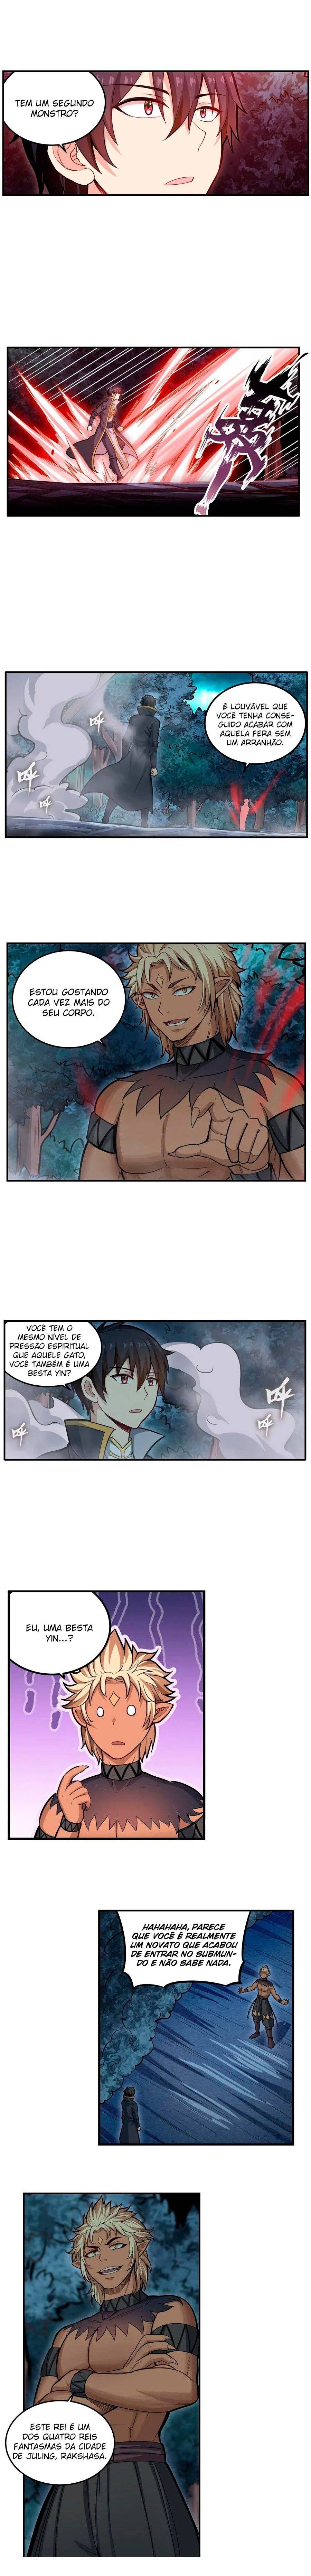 TEM UM SEGUNDO
MONSTRO?
É LOUVÁVEL QUE
VOCÊ TENHA CONSE-
GUIDO ACABAR COM
AQUELA FERA SEM
UM ARRANHÃO.
ESTOU GOSTANDO
CADA VEZ MAIS DO
SEU CORPO.
VOCÊ TEM O
MESMO NÍVEL DE
PRESSÃO ESPIRITUAL
QUE AQUELE GATO,
VOCÊ TAMBÉM É UMA
BESTA YIN?
EU, UMA BESTA
YIN...?
HAHAHAHA, PARECE
QUE VOCÊ É REALMENTE
UM NOVATO QUE ACABOU
DE ENTRAR NO SUBMUN-
DO E NÃO SABE NADA.
ESTE REI É UM
DOS QUATRO REIS
FANTASMAS DA CIDADE
DE JULING, RAKSHASA.